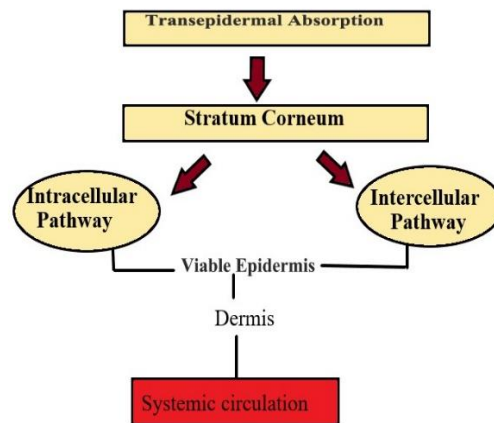 Transepidermal Absorption
Stratum Corneum
Intracellular
Pathway
Intercellular
Pathway
Viable Epidermis
Dermis
Systemic circulation